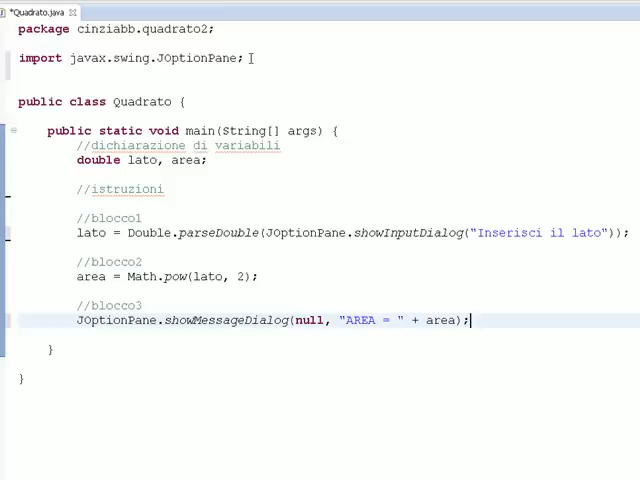 *Quadrato.java
package cinziabb.quadrato2;
import javax.swing.JOptionPane;
public class Quadrato {
public static void main(String[] args) {
//dichiarazione di variabili
double lato, area;
//istruzioni
//blocco1
lato = Double.parseDouble(JOptionPane.showInputDialog("Inserisci il lato"));
//blocco2
area = Math.pow(lato, 2);
//blocco3
JOptionPane.showMessageDialog(null, "AREA = " + area);
}
}